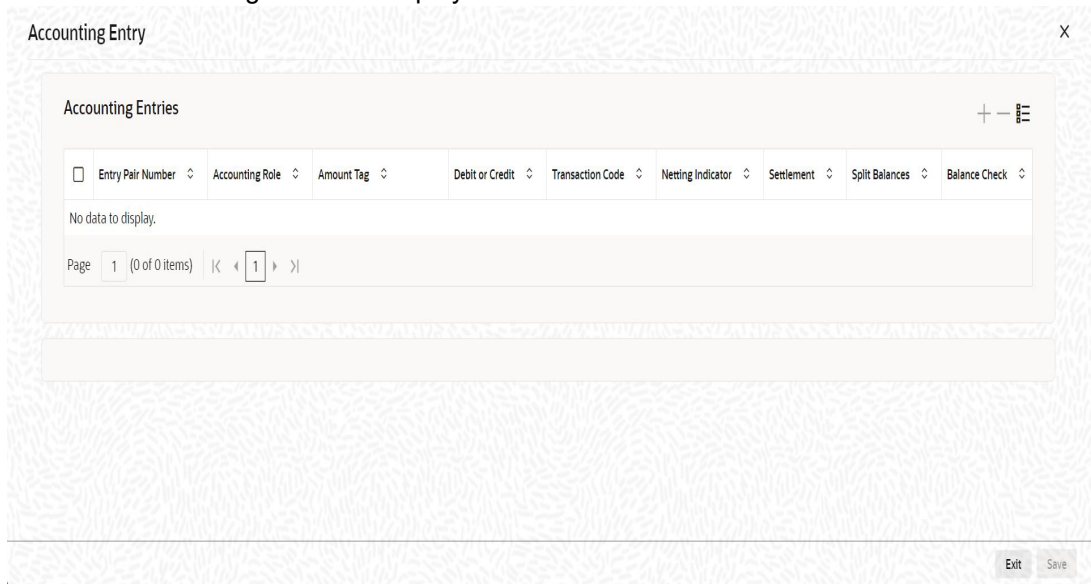 Accounting Entry X
Accounting Entries
Entry Pair Number Accounting Role Amount Tag Debit or Credit Transaction Code Netting Indicator Settlement Split Balances Balance Check
No data to display.
Page 1 (0 of 0 items) 1
Exit Save